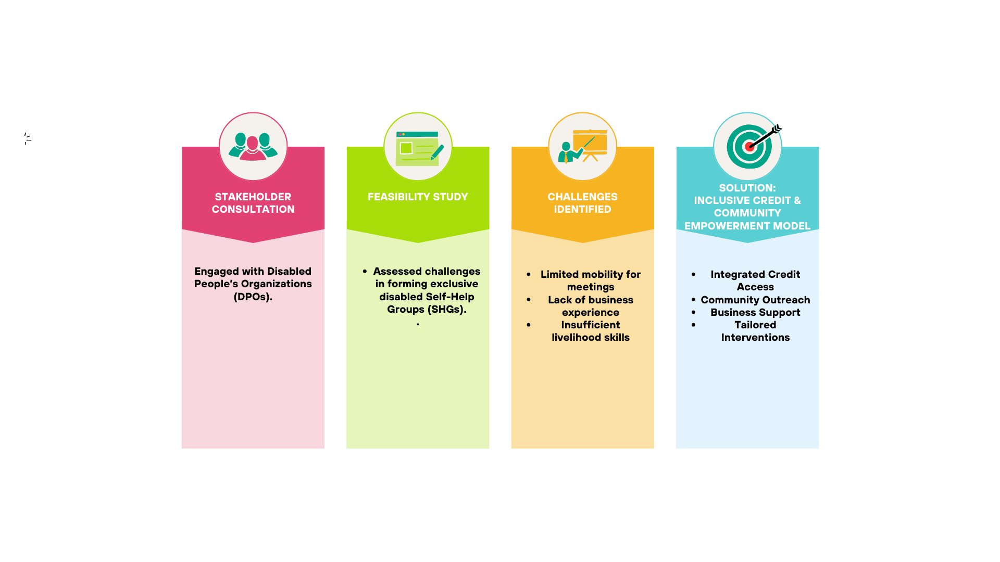 STAKEHOLDER
CONSULTATION
Engaged with Disabled
People's Organizations
(DPOs).
FEASIBILITY STUDY
• Assessed challenges
in forming exclusive
disabled Self-Help
Groups (SHGs).
.
CHALLENGES
IDENTIFIED
• Limited mobility for
meetings
• Lack of business
experience
• Insufficient
livelihood skills
SOLUTION:
INCLUSIVE CREDIT &
COMMUNITY
EMPOWERMENT MODEL
• Integrated Credit
Access
• Community Outreach
• Business Support
• Tailored
Interventions